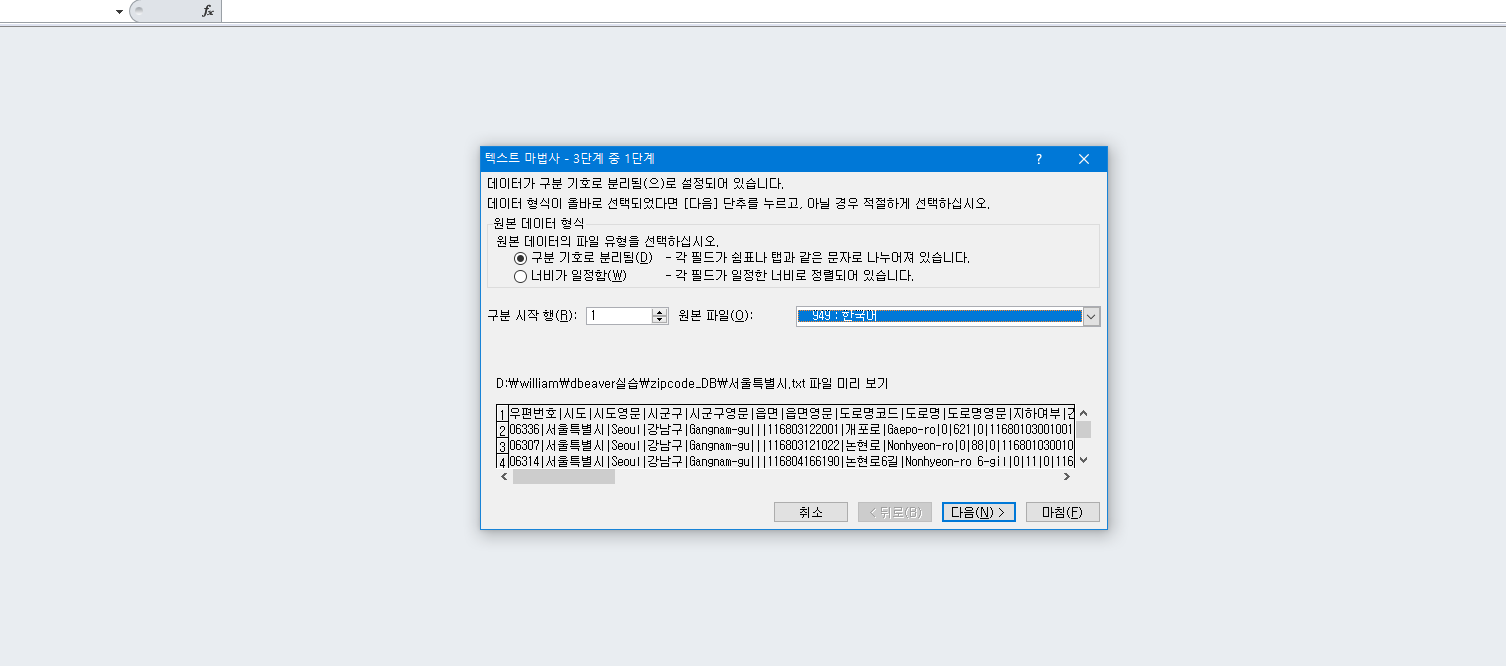 fx
텍스트 마법사 - 3단계 중 1단계 ?
데이터가 구분 기호로 분리됨(으)로 설정되어 있습니다.
데이터 형식이 올바로 선택되었다면 [다음] 단추를 누르고, 아닐 경우 적절하게 선택하십시오.
원본 데이터 형식
원본 데이터의 파일 유형을 선택하십시오.
구분 기호로 분리됨(D) - 각 필드가 쉼표나 탭과 같은 문자로 나누어져 있습니다.
너비가 일정함(W) - 각 필드가 일정한 너비로 정렬되어 있습니다.
구분 시작 행(R): 1 원본 파일(O): 949 : 한국어
D:₩william₩dbeaver실습₩zipcode_DB₩서울특별시.txt 파일 미리 보기
1 우편번호|시도|시도영문|시군구|시군구영문|읍면|읍면영문|도로명코드|도로명|도로명영문|지하여부|건
2 06336|서울특별시|Seoul|강남구|Gangnam-gu|||116803122001|개포로|Gaepo-ro|0|621|0|11680103001001
3 06307|서울특별시|Seoul|강남구|Gangnam-gu|||116803121022|논현로|Nonhyeon-ro|0|88|0|116801030010
4 06314|서울특별시|Seoul|강남구|Gangnam-gu|||116804166190|논현로6길|Nonhyeon-ro 6-gil|0|11|0|116
취소 < 뒤로(B) 다음(N) > 마침(F)